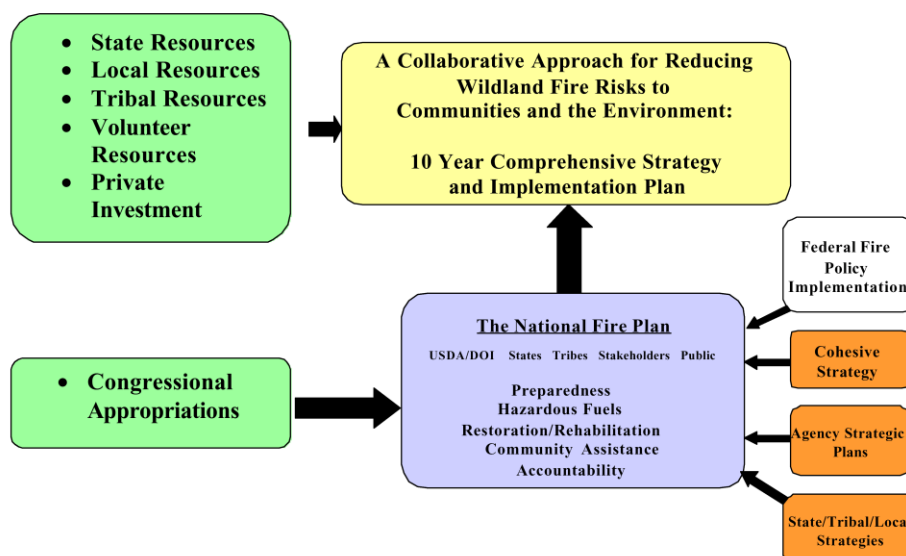 • State Resources
• Local Resources
• Tribal Resources
• Volunteer
Resources
• Private
Investment
A Collaborative Approach for Reducing
Wildland Fire Risks to
Communities and the Environment:
10 Year Comprehensive Strategy
and Implementation Plan
Federal Fire
Policy
Implementation
The National Fire Plan
USDA/DOI States Tribes Stakeholders Public
Preparedness
Hazardous Fuels
Restoration/Rehabilitation
Community Assistance
Accountability
• Congressional
Appropriations
Cohesive
Strategy
Agency Strategic
Plans
State/Tribal/Local
Strategies